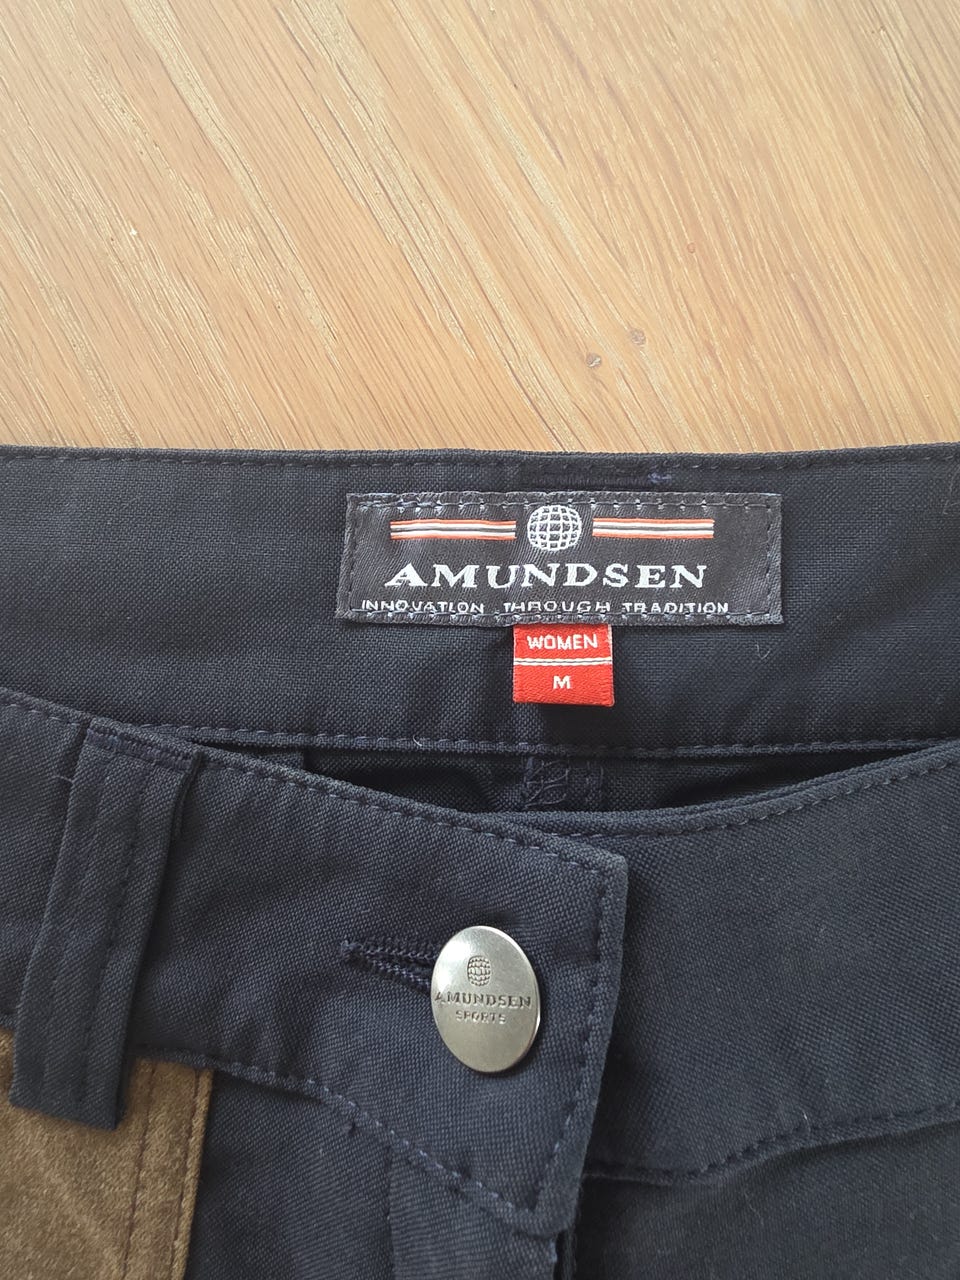 AMUNDSEN
INNOVATION THROUGH TRADITION
WOMEN
M
AMUNDSEN
SPORTS